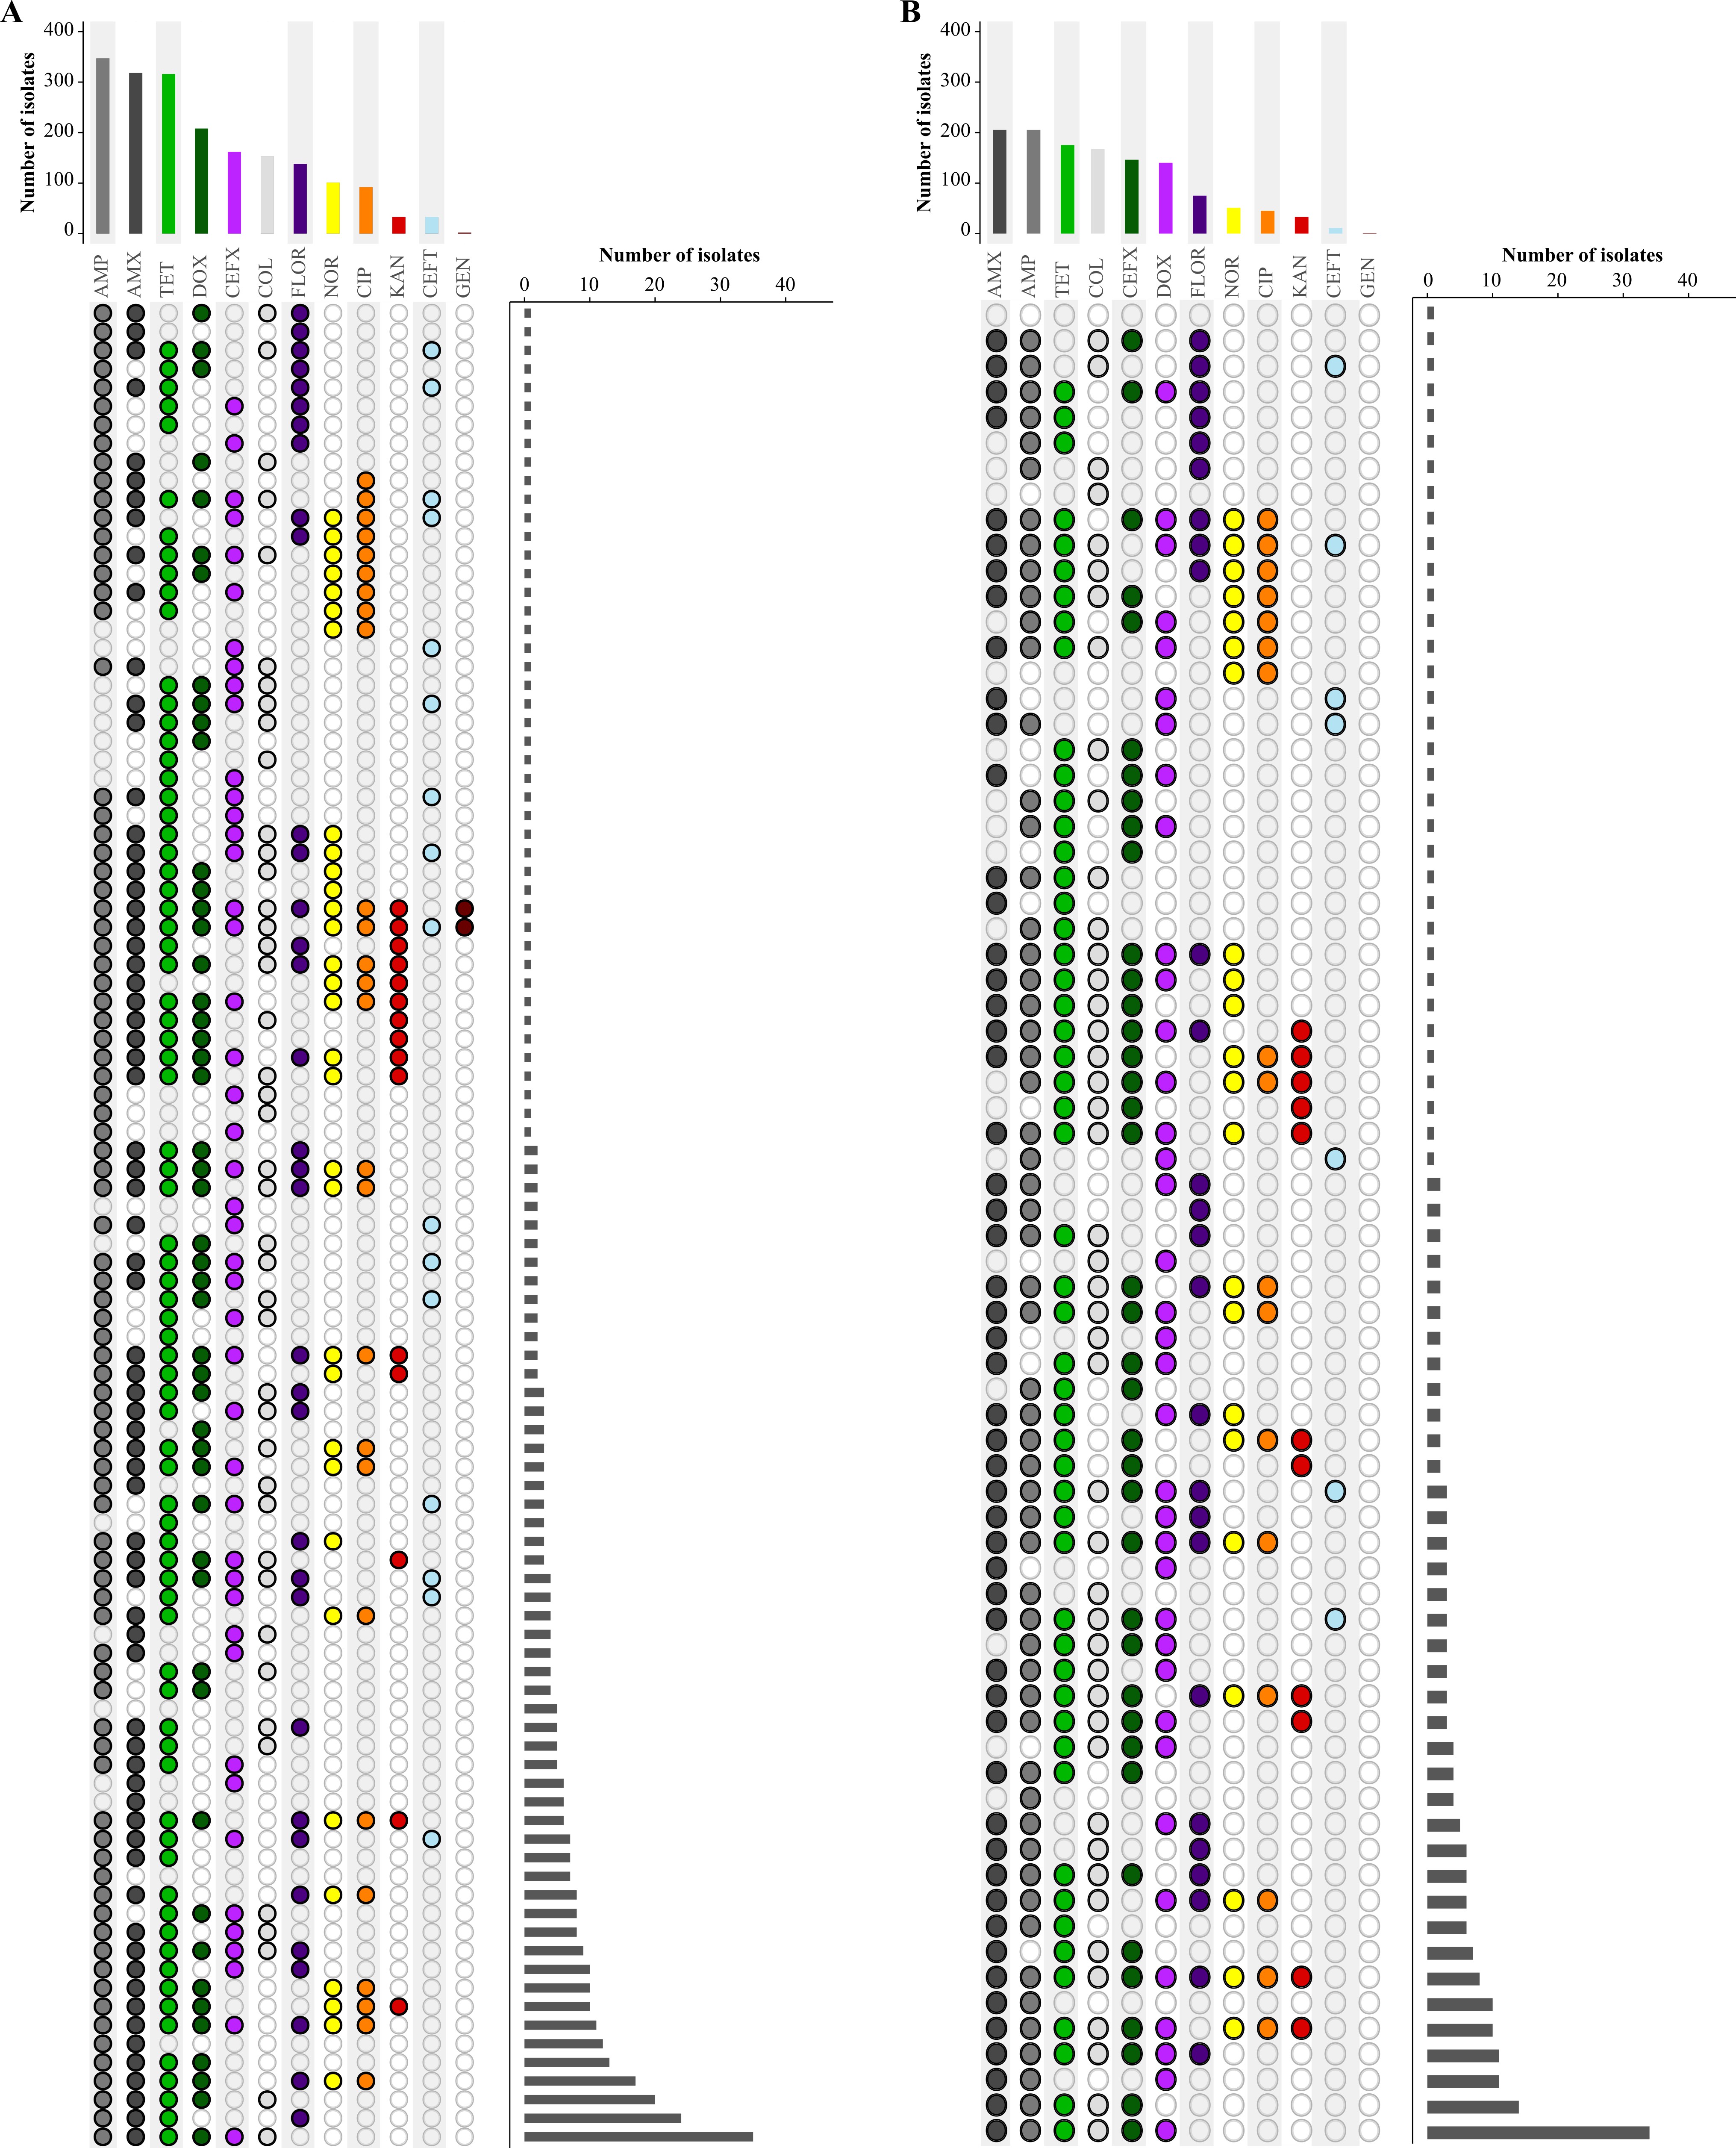 A
Number of isolates
400
300
200
100
0
AMP
AMX
TET
DOX
CEFX
COL
FLOR
NOR
CIP
KAN
CEFT
GEN
Number of isolates
0 10 20 30 40
B
Number of isolates
400
300
200
100
0
AMX
AMP
TET
COL
CEFX
DOX
FLOR
NOR
CIP
KAN
CEFT
GEN
Number of isolates
0 10 20 30 40